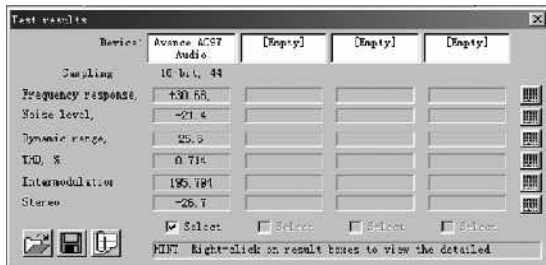 Test results
Device: Avance AC97 Audio [Empty] [Empty] [Empty]
Sampling 16-bit, 44
Frequency response, +30.68,
Noise level, -21.4
Dynamic range, 25.5
THD, % 0.714
Intermodulation 195.794
Stereo -26.7
Select Select Select Select
HINT Right-click on result boxes to view the detailed